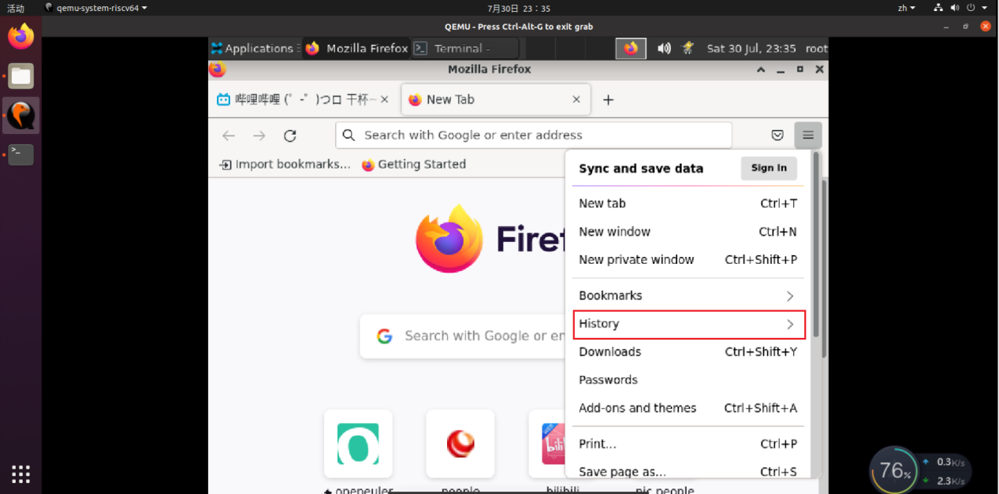 活动 qemu-system-riscv64 7月30日 23：35 zh
QEMU - Press Ctrl-Alt-G to exit grab
Applications Mozilla Firefox Terminal - Sat 30 Jul, 23:35 root
Mozilla Firefox
哔哩哔哩 (゜-゜)つロ 干杯~ New Tab
Search with Google or enter address
Import bookmarks... Getting Started
Sync and save data Sign In
New tab Ctrl+T
New window Ctrl+N
New private window Ctrl+Shift+P
Firef
Bookmarks
History
Search with Google or en
Downloads Ctrl+Shift+Y
Passwords
Add-ons and themes Ctrl+Shift+A
Print... Ctrl+P
Save page as... Ctrl+S
76% 0.3K/s
2.3K/s
openeuler people bilibili pic people